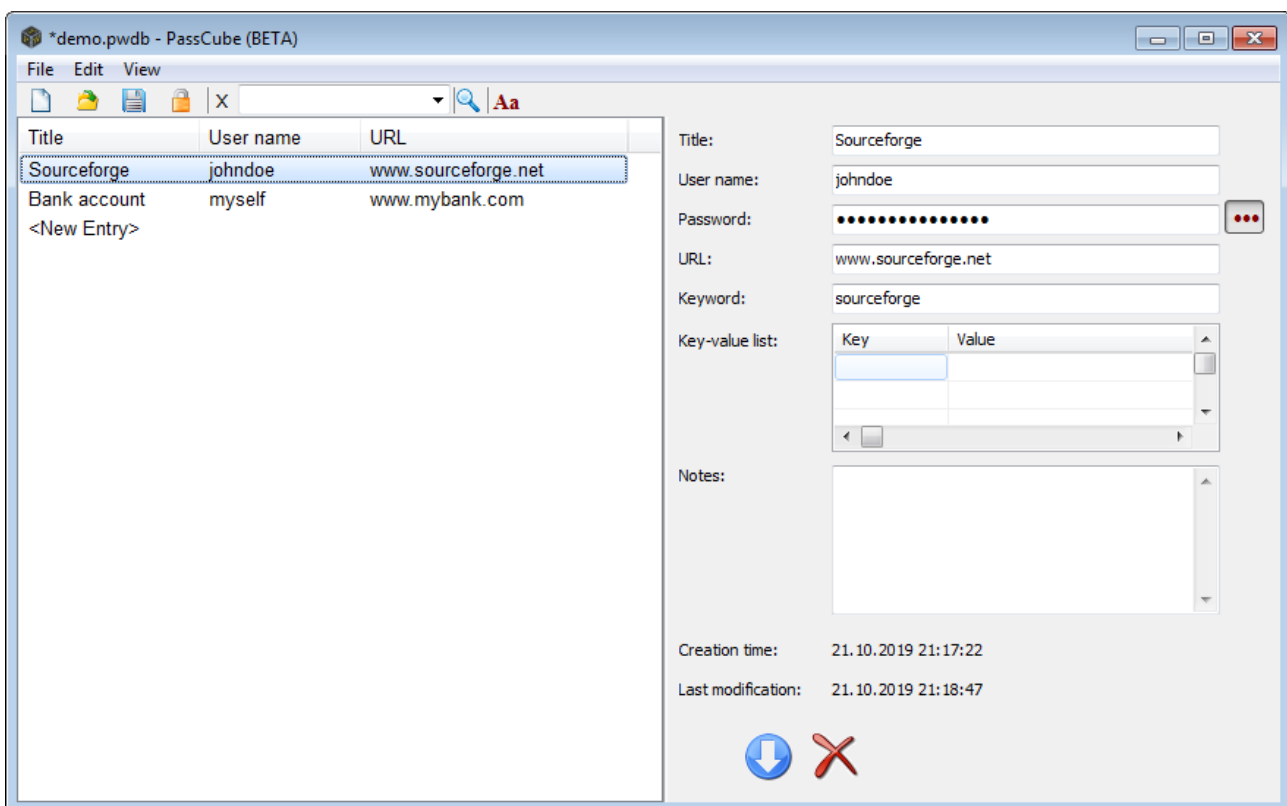 *demo.pwdb - PassCube (BETA)
File Edit View
X Aa
Title User name URL
Sourceforge johndoe www.sourceforge.net
Bank account myself www.mybank.com
<New Entry>
Title: Sourceforge
User name: johndoe
Password: •••••••••••••••
URL: www.sourceforge.net
Keyword: sourceforge
Key-value list: Key Value
Notes:
Creation time: 21.10.2019 21:17:22
Last modification: 21.10.2019 21:18:47